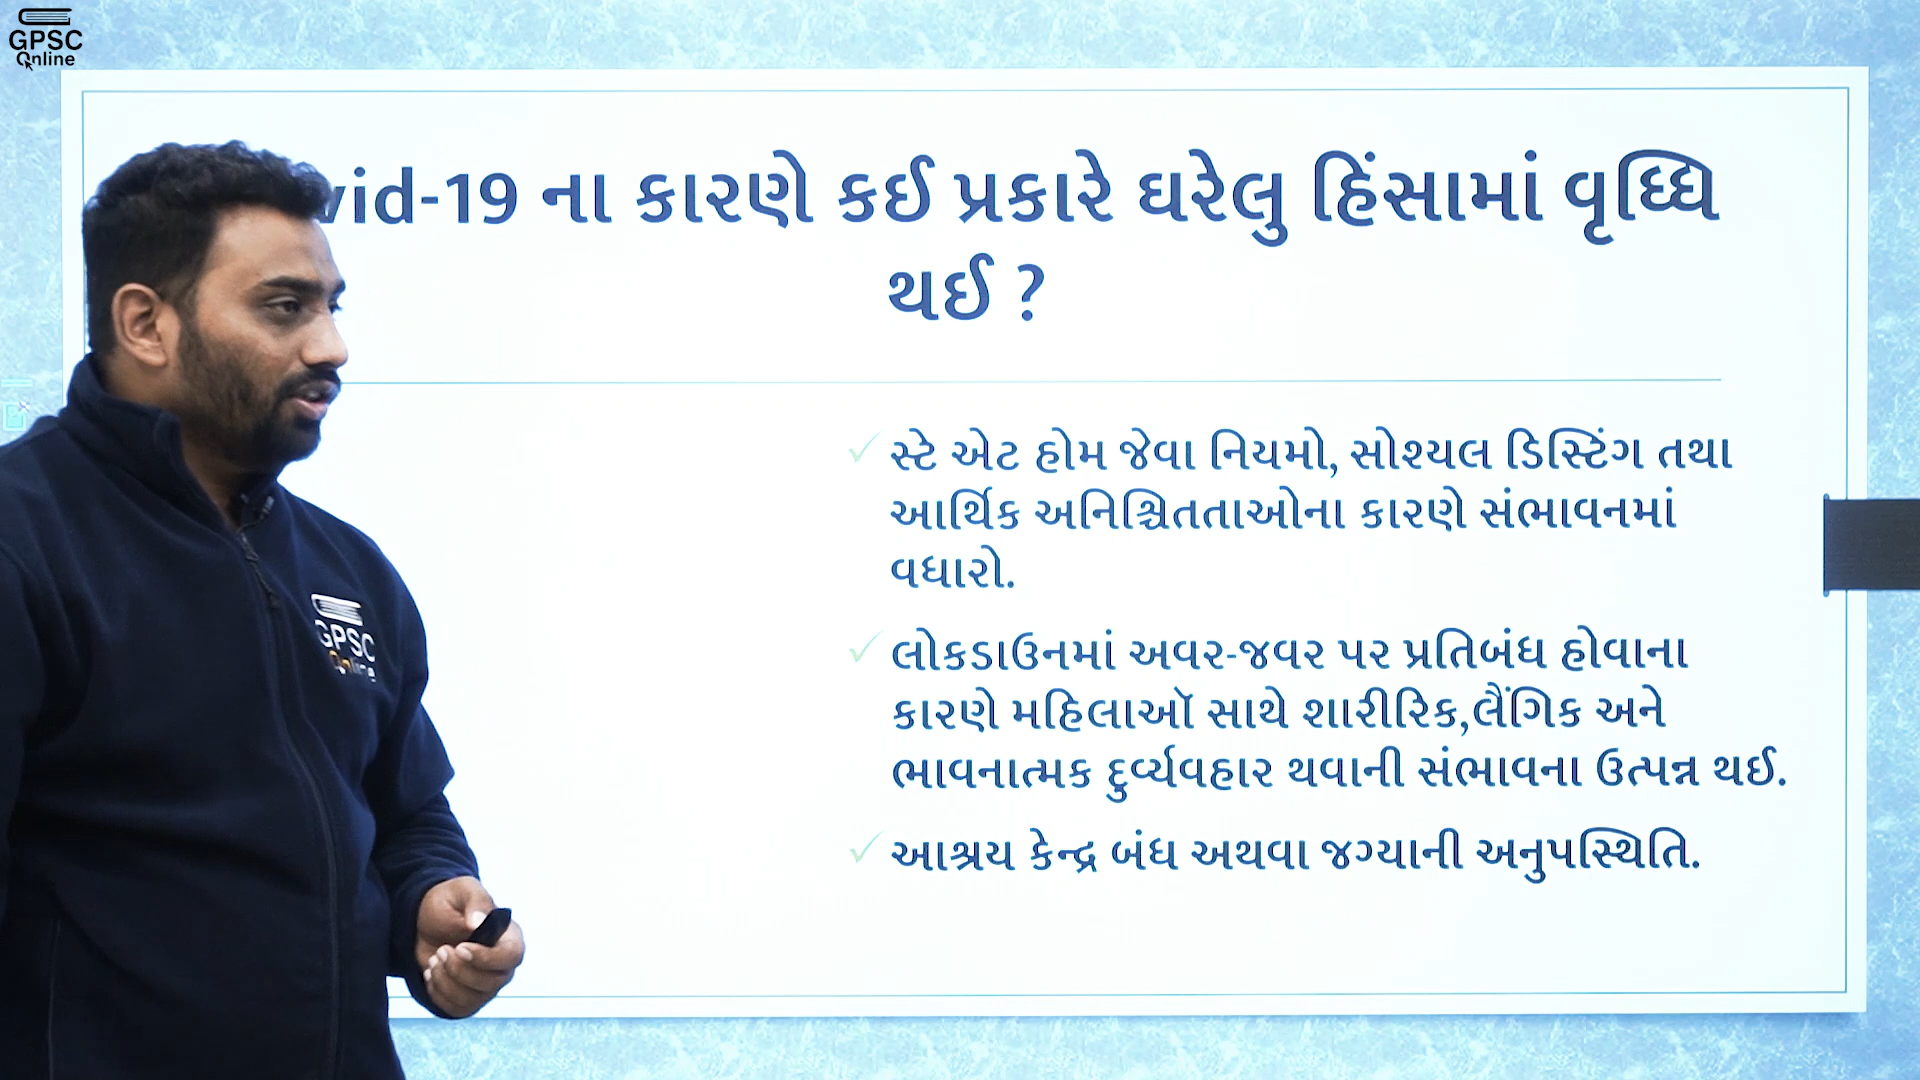 GPSC
Online
vid-19 ના કારણે કઈ પ્રકારે ઘરેલુ હિંસામાં વૃધ્ધિ
થઈ ?
✓ સ્ટે એટ હોમ જેવા નિયમો, સોશ્યલ ડિસ્ટિંગ તથા
આર્થિક અનિશ્ચિતતાઓના કારણે સંભાવનમાં
વધારો.
✓ લોકડાઉનમાં અવર-જવર પર પ્રતિબંધ હોવાના
કારણે મહિલાઑ સાથે શારીરિક,લૈંગિક અને
ભાવનાત્મક દુર્વ્યવહાર થવાની સંભાવના ઉત્પન્ન થઈ.
✓ આશ્રય કેન્દ્ર બંધ અથવા જગ્યાની અનુપસ્થિતિ.
GPSC
Online